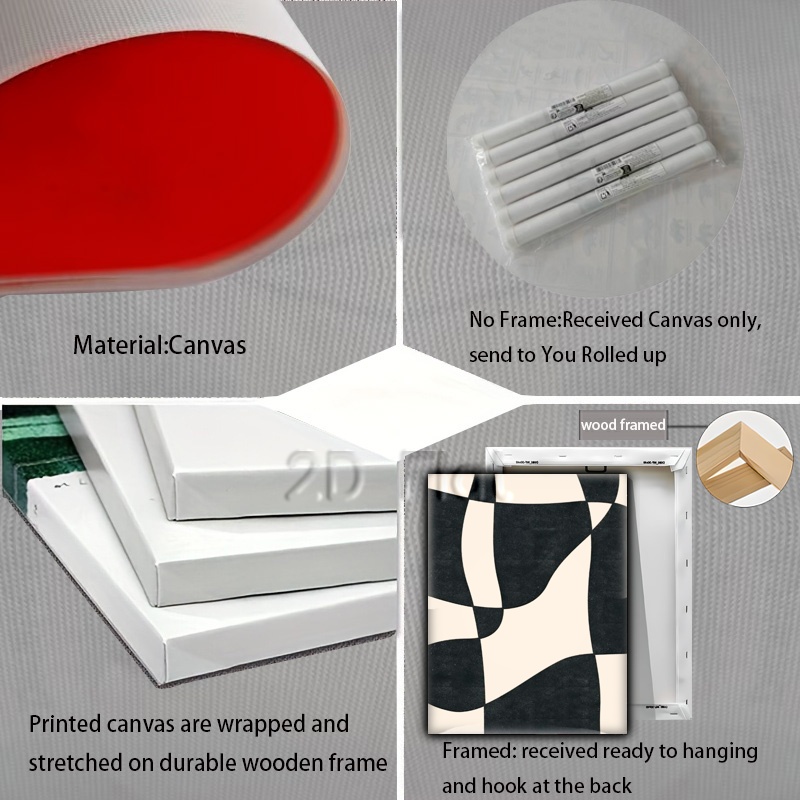 Material:Canvas
No Frame:Received Canvas only,
send to You Rolled up
2D Flat
wood framed
Printed canvas are wrapped and
stretched on durable wooden frame
Framed: received ready to hanging
and hook at the back